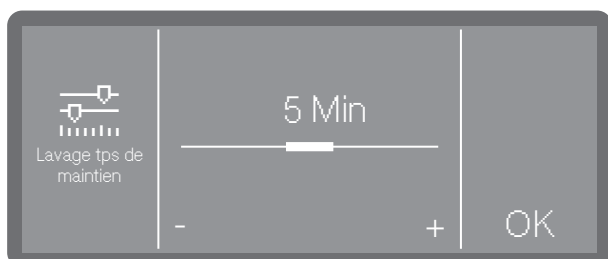 Lavage tps de
maintien
5 Min
- +
OK